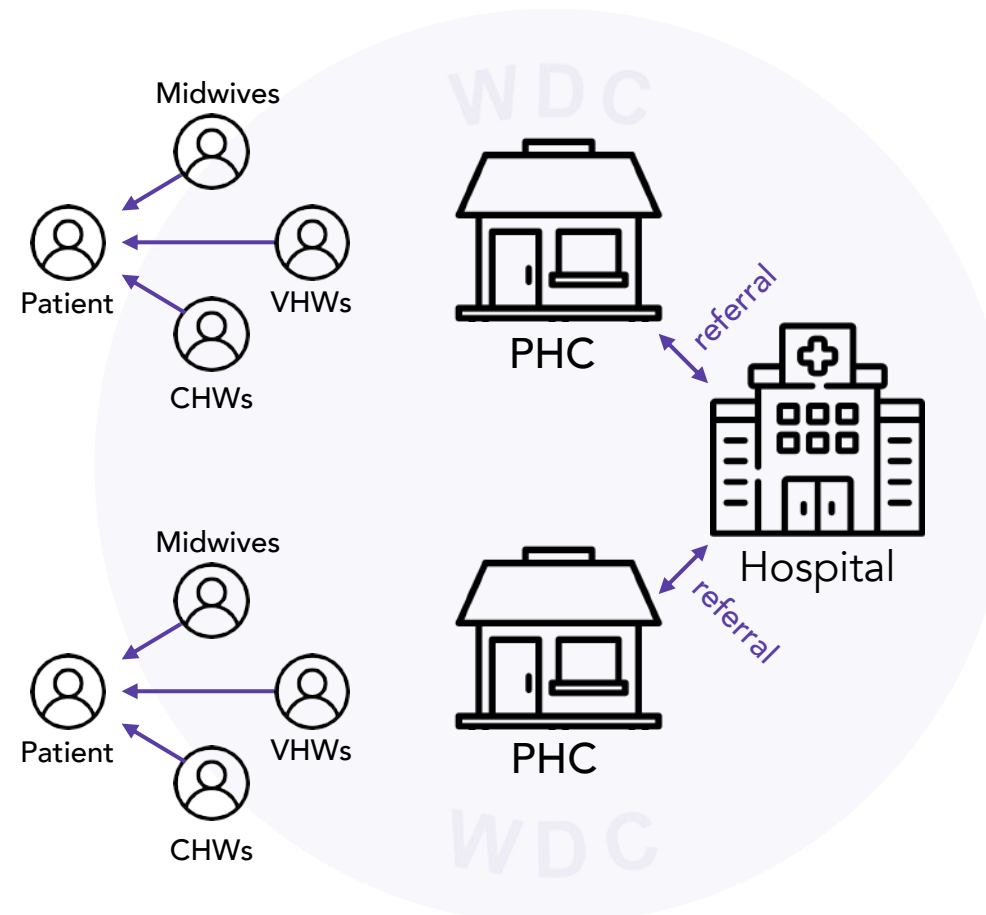 WDC
Midwives
Patient
VHWs
CHWs
PHC
referral
Hospital
referral
Midwives
Patient
VHWs
CHWs
PHC
WDC